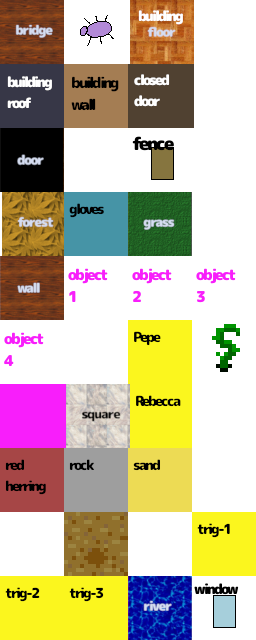 bridge
building
floor
building
roof
building
wall
closed
door
door
fence
forest
gloves
grass
wall
object
1
object
2
object
3
object
4
Pepe
square
Rebecca
red
herring
rock
sand
trig-1
trig-2
trig-3
river
window